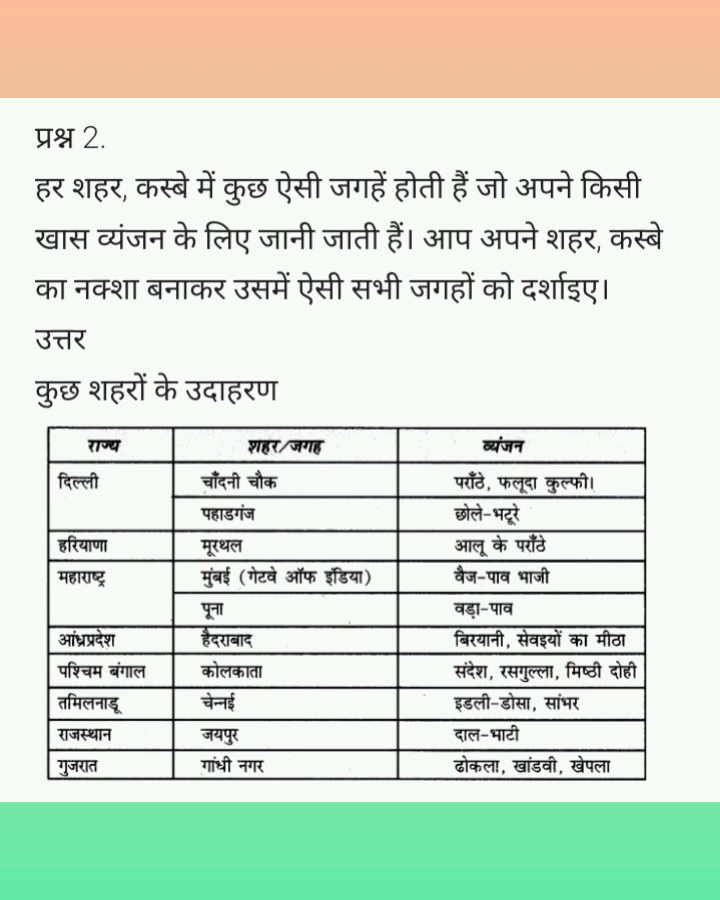 प्रश्न 2.
हर शहर, कस्बे में कुछ ऐसी जगहें होती हैं जो अपने किसी
खास व्यंजन के लिए जानी जाती हैं। आप अपने शहर, कस्बे
का नक्शा बनाकर उसमें ऐसी सभी जगहों को दर्शाइए।
उत्तर
कुछ शहरों के उदाहरण
राज्य शहर/जगह व्यंजन
दिल्ली चाँदनी चौक पराँठे, फलूदा कुल्फी।
पहाडगंज छोले-भटूरे
हरियाणा मूरथल आलू के पराँठे
महाराष्ट्र मुंबई (गेटवे ऑफ इंडिया) वैज-पाव भाजी
पूना वड़ा-पाव
आंध्रप्रदेश हैदराबाद बिरयानी, सेवइयों का मीठा
पश्चिम बंगाल कोलकाता संदेश, रसगुल्ला, मिष्ठी दोही
तमिलनाडू चेन्नई इडली-डोसा, सांभर
राजस्थान जयपुर दाल-भाटी
गुजरात गांधी नगर ढोकला, खांडवी, खेपला